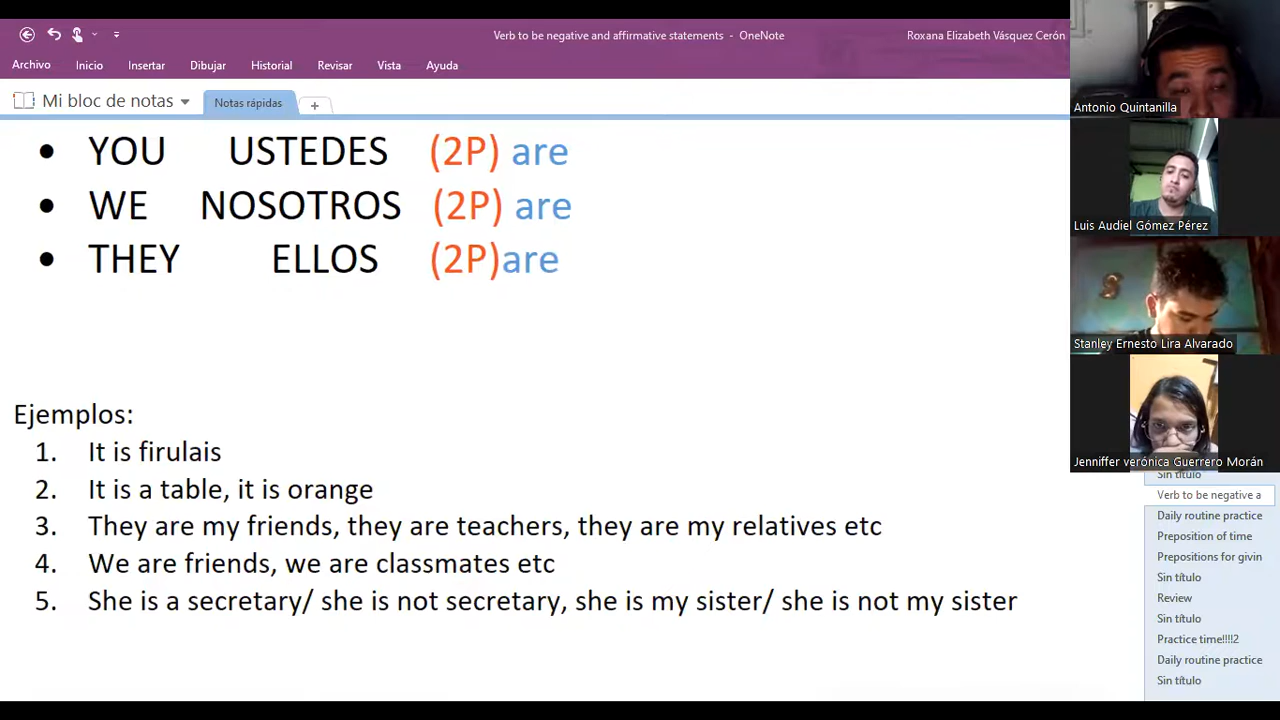 Verb to be negative and affirmative statements - OneNote
Roxana Elizabeth Vásquez Cerón
Archivo Inicio Insertar Dibujar Historial Revisar Vista Ayuda
Mi bloc de notas
Notas rápidas
• YOU USTEDES (2P) are
• WE NOSOTROS (2P) are
• THEY ELLOS (2P)are
Ejemplos:
1. It is firulais
2. It is a table, it is orange
3. They are my friends, they are teachers, they are my relatives etc
4. We are friends, we are classmates etc
5. She is a secretary/ she is not secretary, she is my sister/ she is not my sister
Antonio Quintanilla
Luis Audiel Gómez Pérez
S
Stanley Ernesto Lira Alvarado
Jenniffer verónica Guerrero Morán
Sin título
Verb to be negative a
Daily routine practice
Preposition of time
Prepositions for givin
Sin título
Review
Sin título
Practice time!!!!2
Daily routine practice
Sin título